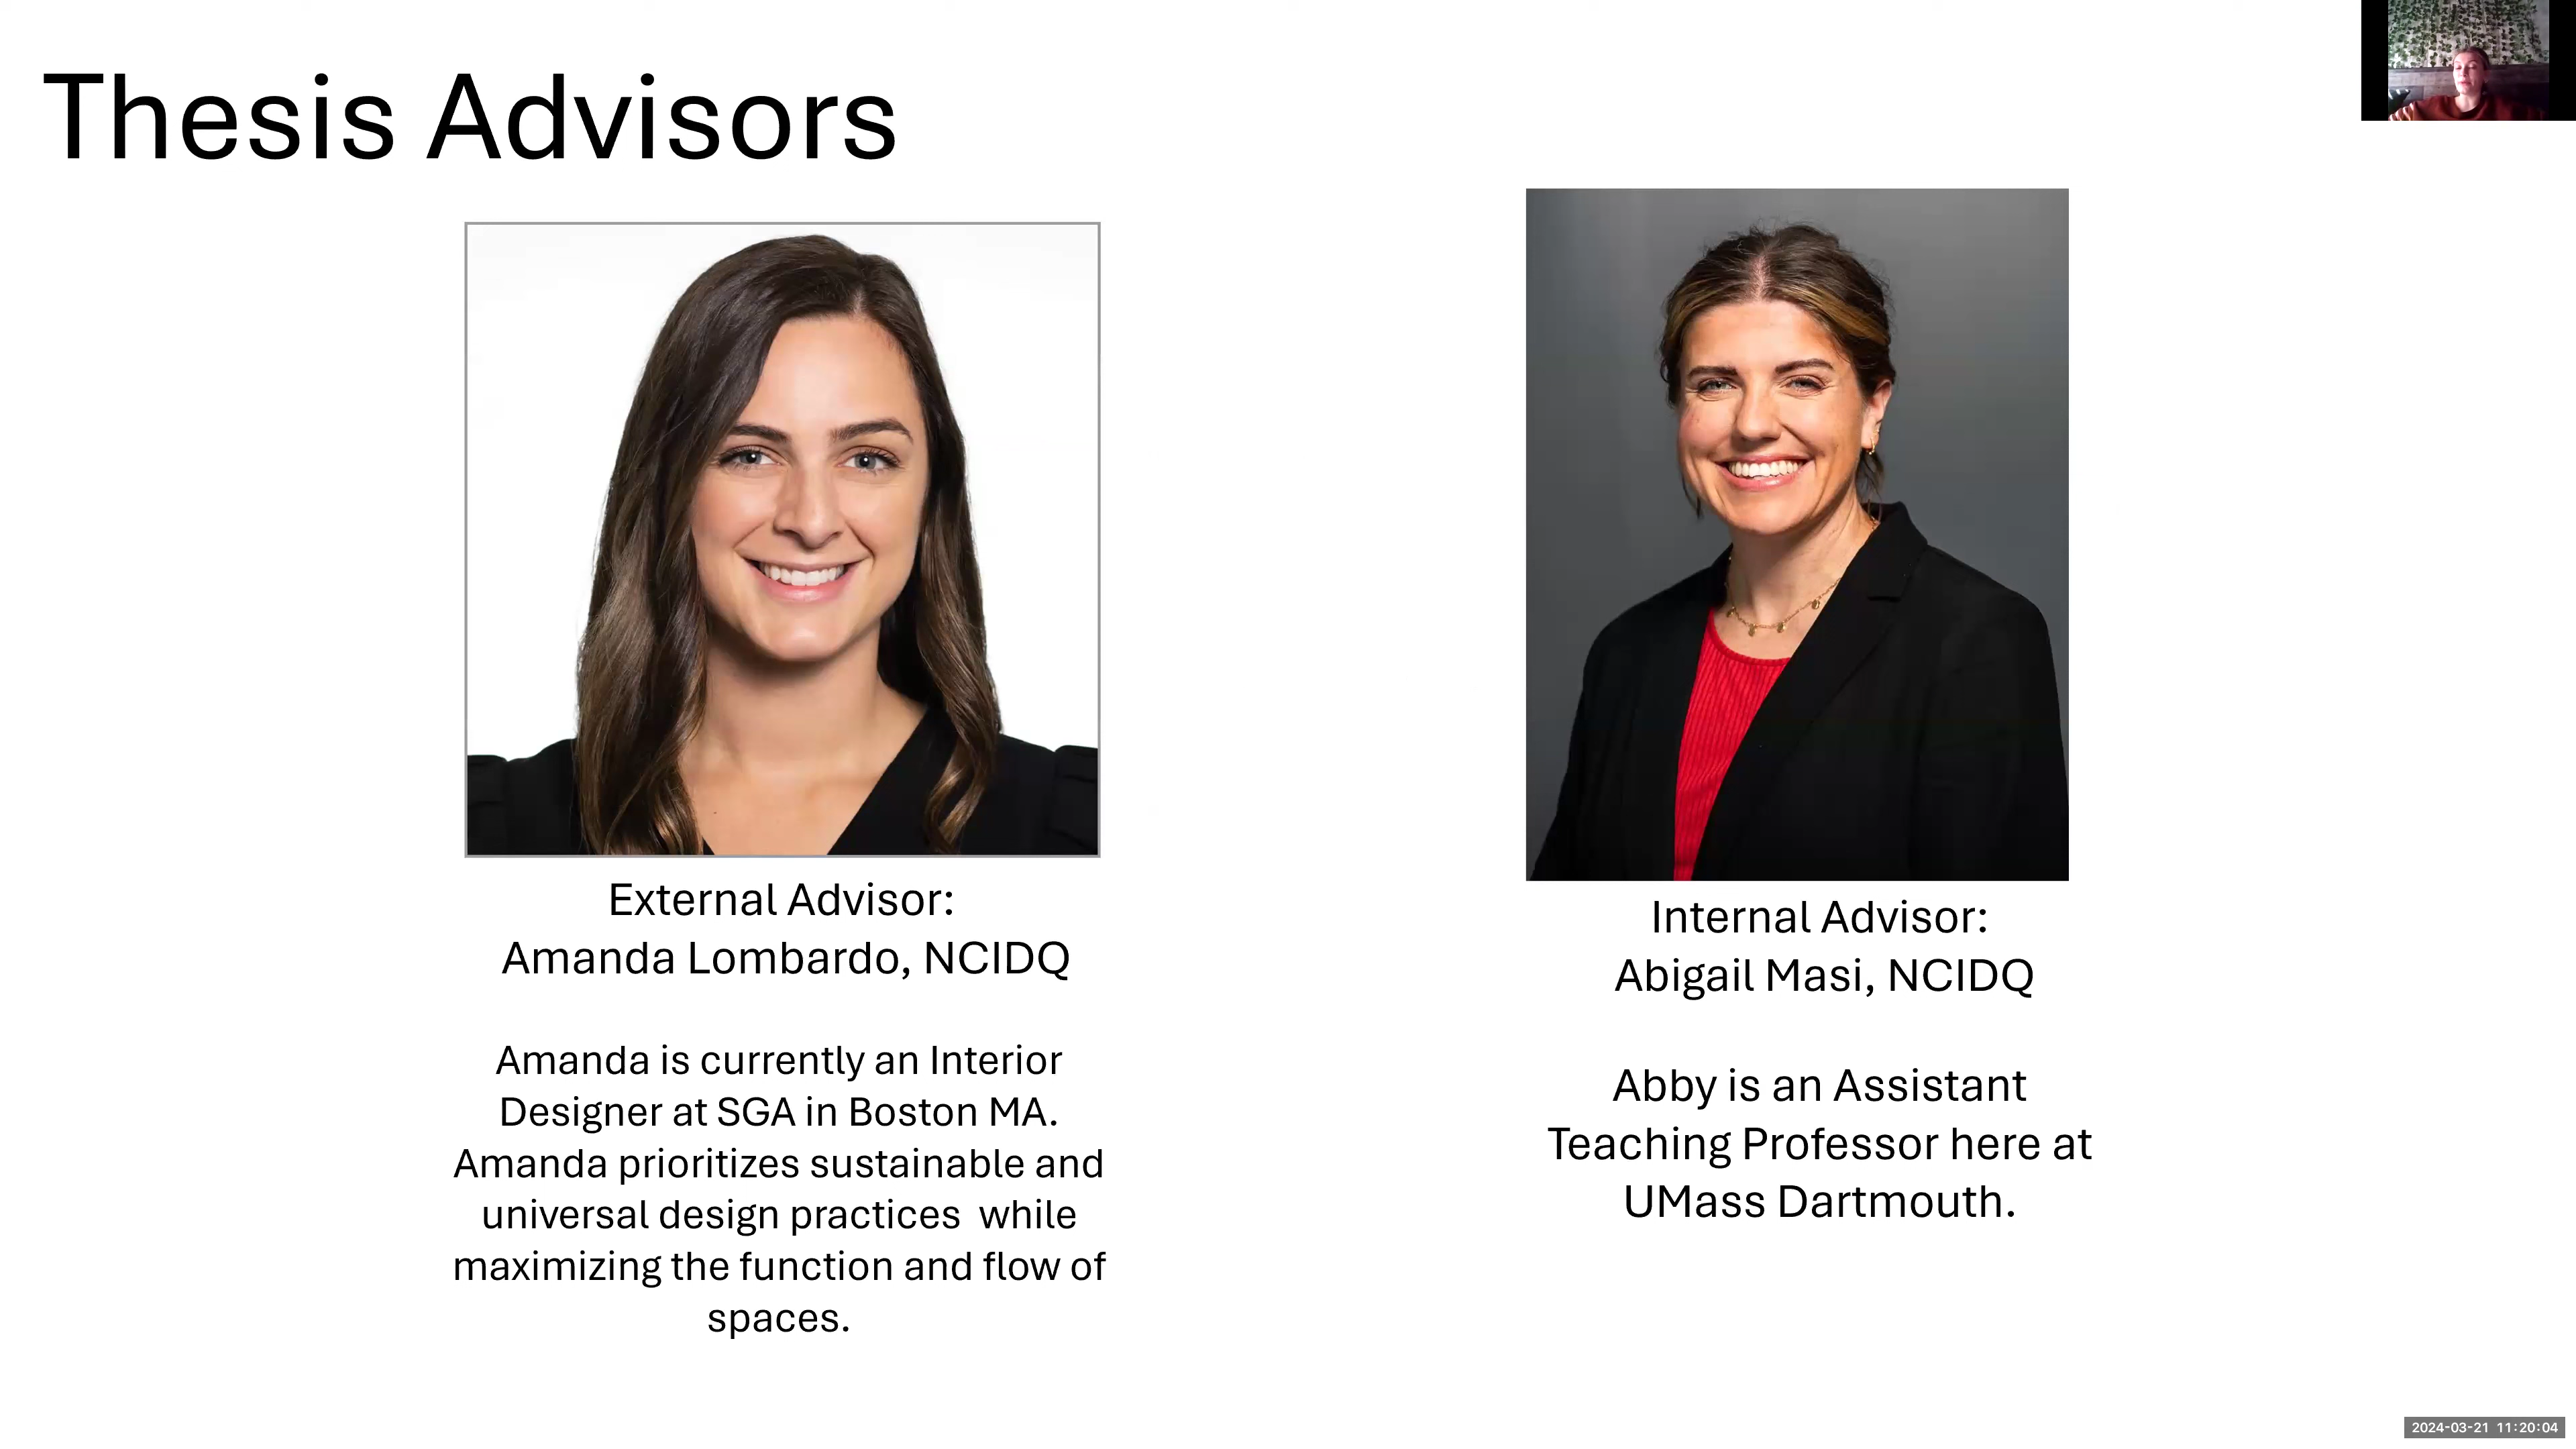 Thesis Advisors
External Advisor:
Amanda Lombardo, NCIDQ
Amanda is currently an Interior
Designer at SGA in Boston MA.
Amanda prioritizes sustainable and
universal design practices  while
maximizing the function and flow of
spaces.
Internal Advisor:
Abigail Masi, NCIDQ
Abby is an Assistant
Teaching Professor here at
UMass Dartmouth.
2024-03-21 11:20:04